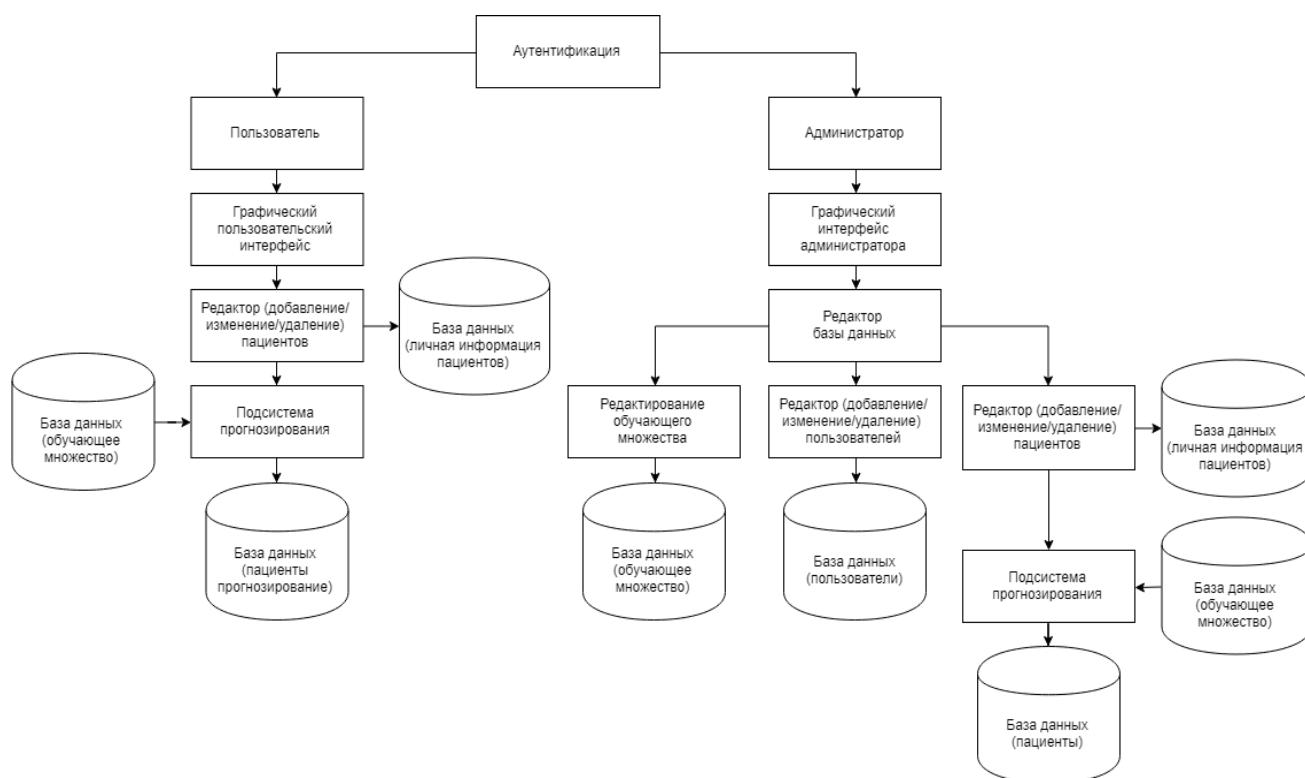 Аутентификация
Пользователь
Администратор
Графический
пользовательский
интерфейс
Графический
интерфейс
администратора
Редактор (добавление/
изменение/удаление)
пациентов
База данных
(личная информация
пациентов)
Редактор
базы данных
База данных
(обучающее
множество)
Подсистема
прогнозирования
Редактирование
обучающего
множества
Редактор (добавление/
изменение/удаление)
пользователей
Редактор (добавление/
изменение/удаление)
пациентов
База данных
(личная информация
пациентов)
База данных
(пациенты
прогнозирование)
База данных
(обучающее
множество)
База данных
(пользователи)
Подсистема
прогнозирования
База данных
(обучающее
множество)
База данных
(пациенты)